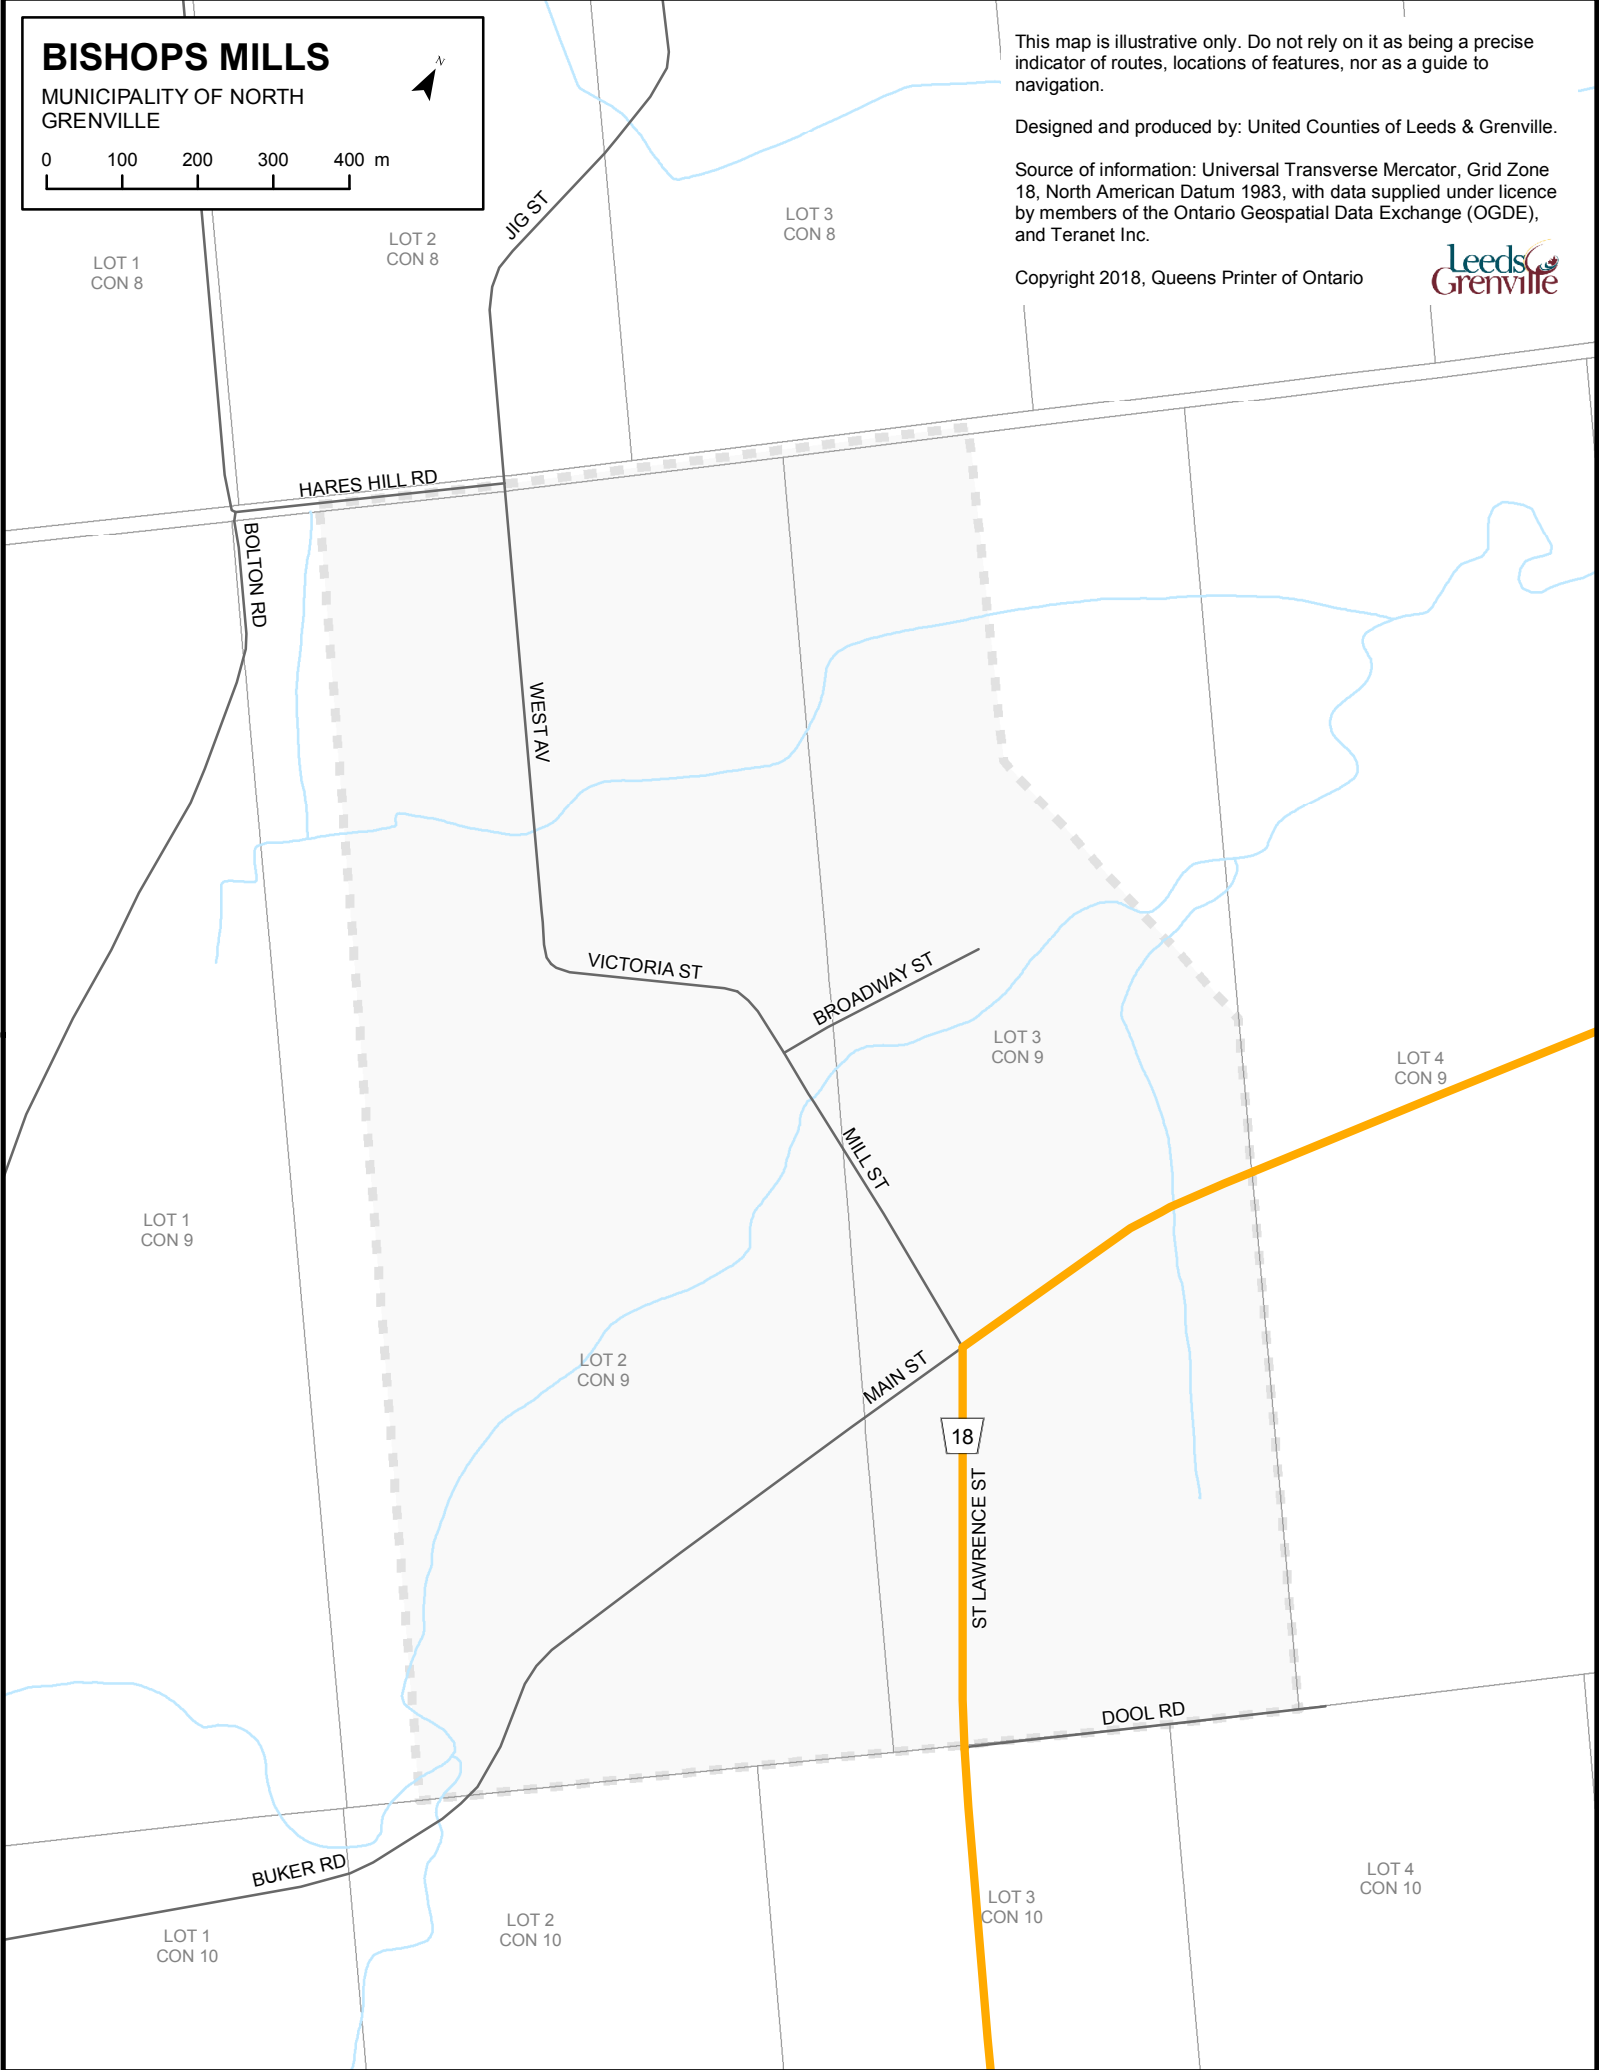 BISHOPS MILLS
MUNICIPALITY OF NORTH
GRENVILLE
N
0 100 200 300 400 m
This map is illustrative only. Do not rely on it as being a precise
indicator of routes, locations of features, nor as a guide to
navigation.
Designed and produced by: United Counties of Leeds & Grenville.
Source of information: Universal Transverse Mercator, Grid Zone
18, North American Datum 1983, with data supplied under licence
by members of the Ontario Geospatial Data Exchange (OGDE),
and Teranet Inc.
Copyright 2018, Queens Printer of Ontario
Leeds
Grenville
JIG ST
LOT 1
CON 8
LOT 2
CON 8
LOT 3
CON 8
HARES HILL RD
BOLTON RD
WEST AV
VICTORIA ST
BROADWAY ST
LOT 3
CON 9
LOT 4
CON 9
MILL ST
LOT 1
CON 9
LOT 2
CON 9
MAIN ST
18
ST LAWRENCE ST
DOOL RD
BUKER RD
LOT 1
CON 10
LOT 2
CON 10
LOT 3
CON 10
LOT 4
CON 10